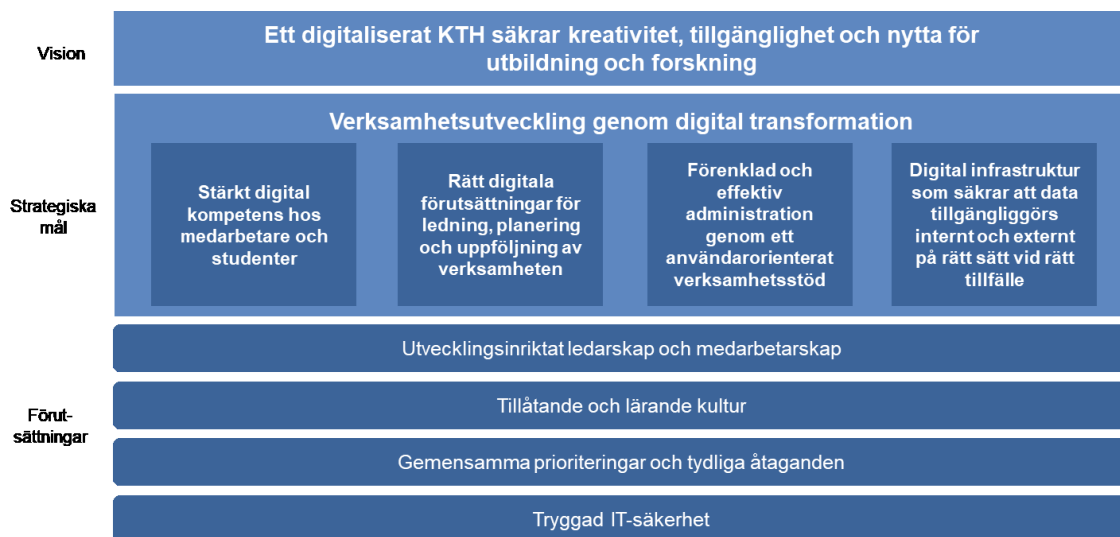 Vision
Ett digitaliserat KTH säkrar kreativitet, tillgänglighet och nytta för
utbildning och forskning
Strategiska
mål
Verksamhetsutveckling genom digital transformation
Stärkt digital
kompetens hos
medarbetare och
studenter
Rätt digitala
förutsättningar för
ledning, planering
och uppföljning av
verksamheten
Förenklad och
effektiv
administration
genom ett
användarorienterat
verksamhetsstöd
Digital infrastruktur
som säkrar att data
tillgängliggörs
internt och externt
på rätt sätt vid rätt
tillfälle
Förut-
sättningar
Utvecklingsinriktat ledarskap och medarbetarskap
Tillåtande och lärande kultur
Gemensamma prioriteringar och tydliga åtaganden
Tryggad IT-säkerhet